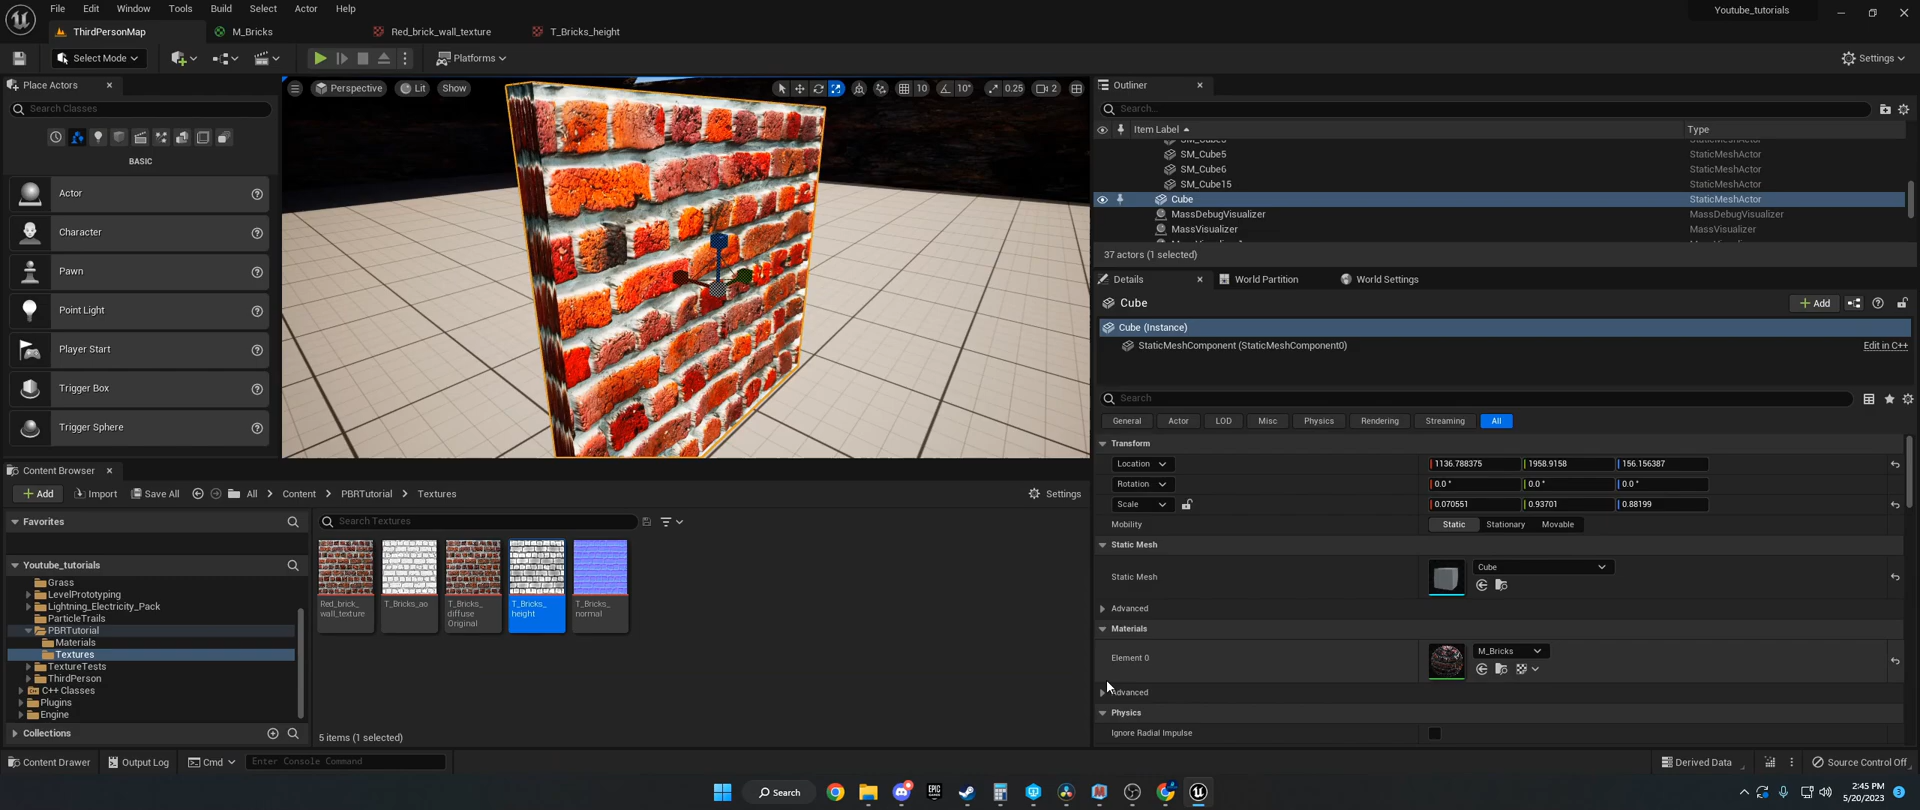 File Edit Window Tools Build Select Actor Help
Youtube_tutorials
ThirdPersonMap M_Bricks Red_brick_wall_texture T_Bricks_height
Select Mode Platforms Settings
Place Actors
Search Classes
BASIC
Actor
Character
Pawn
Point Light
Player Start
Trigger Box
Trigger Sphere
Perspective Lit Show 10 10° 0.25 2
Outliner
Search...
Item Label Type
SM_Cube5 StaticMeshActor
SM_Cube6 StaticMeshActor
SM_Cube15 StaticMeshActor
Cube StaticMeshActor
MassDebugVisualizer MassDebugVisualizer
MassVisualizer MassVisualizer
37 actors (1 selected)
Details World Partition World Settings
Cube Add
Cube (Instance)
StaticMeshComponent (StaticMeshComponent0) Edit in C++
Search
General Actor LOD Misc Physics Rendering Streaming All
Transform
Location 1136.788375 1958.9158 156.156387
Rotation 0.0 ° 0.0 ° 0.0 °
Scale 0.070551 0.93701 0.88199
Mobility Static Stationary Movable
Static Mesh
Static Mesh Cube
Advanced
Materials
Element 0 M_Bricks
Advanced
Physics
Ignore Radial Impulse
Content Browser
Add Import Save All All Content PBRTutorial Textures Settings
Favorites
Youtube_tutorials
Grass
LevelPrototyping
Lightning_Electricity_Pack
ParticleTrails
PBRTutorial
Materials
Textures
TextureTests
ThirdPerson
C++ Classes
Plugins
Engine
Collections
Search Textures
Red_brick_
wall_texture
T_Bricks_ao
T_Bricks_
diffuse
Original
T_Bricks_
height
T_Bricks_
normal
5 items (1 selected)
Content Drawer Output Log Cmd Enter Console Command Derived Data Source Control Off
Search
2:45 PM
5/20/2023
3